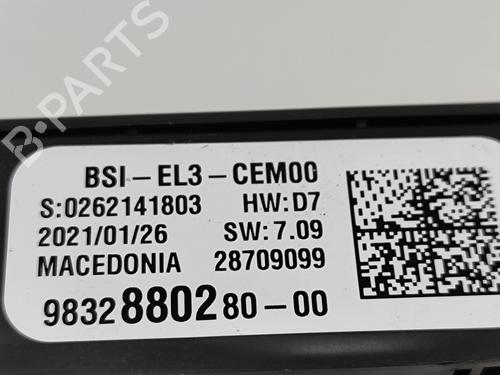 B-PARTS
BSI-EL3-CEM00
S:0262141803 HW:D7
2021/01/26 SW:7.09
MACEDONIA 28709099
9832880280-00